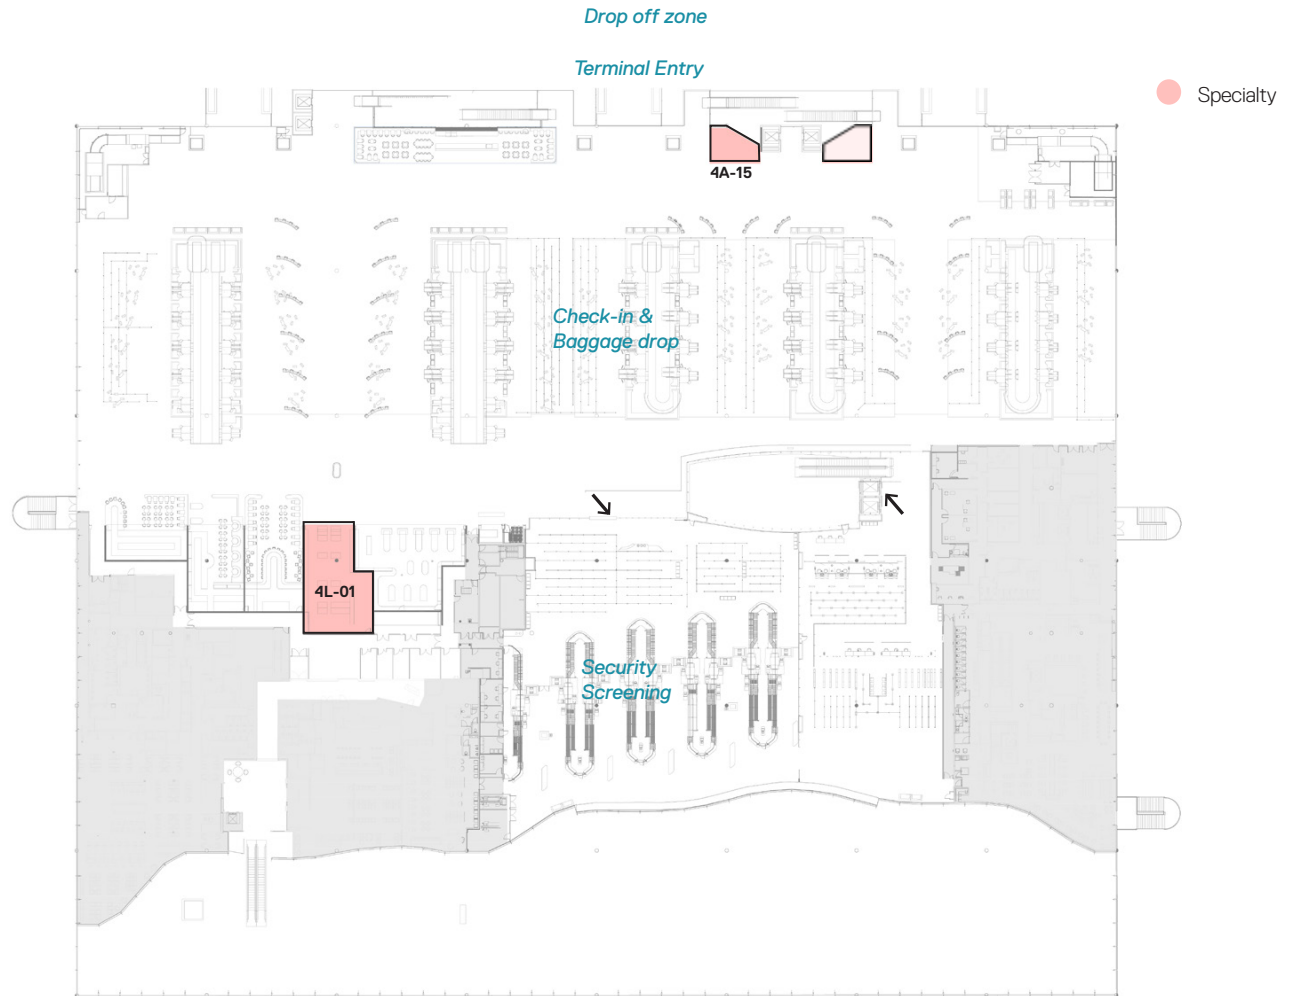 Drop off zone
Terminal Entry
Specialty
4A-15
Check-in &
Baggage drop
4L-01
Security
Screening